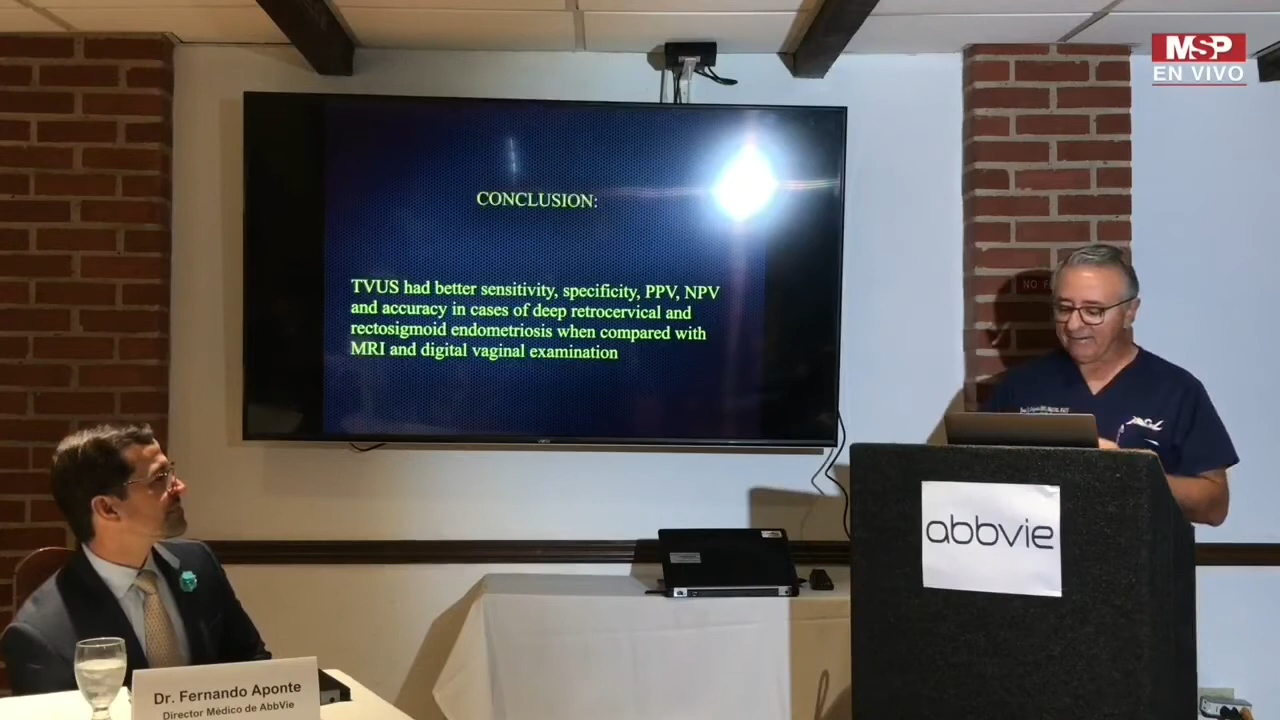 MSP
EN VIVO
CONCLUSION:
TVUS had better sensitivity, specificity, PPV, NPV
and accuracy in cases of deep retrocervical and
rectosigmoid endometriosis when compared with
MRI and digital vaginal examination
NO
abbvie
Dr. Fernando Aponte
Director Médico de AbbVie